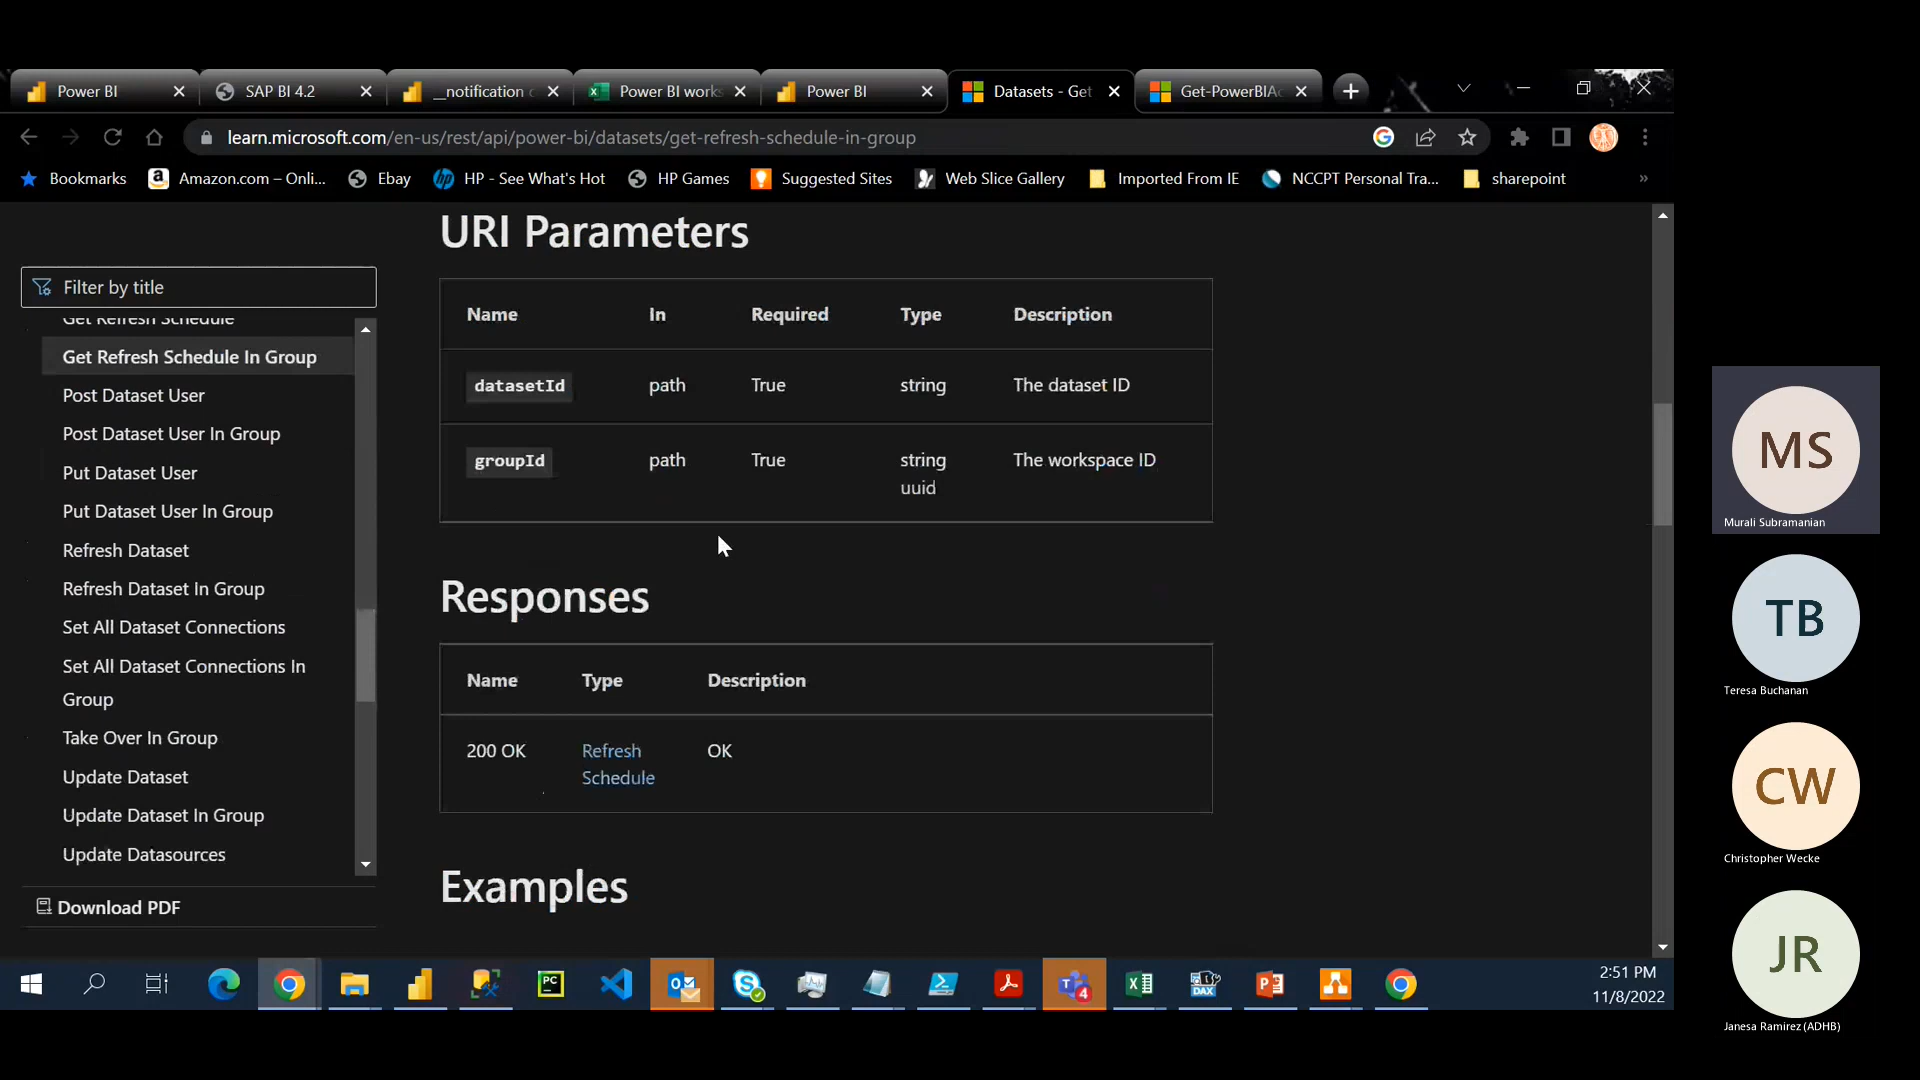 Power BI
SAP BI 4.2
__notification c
Power BI work
Power BI
Datasets - Get
Get-PowerBIAc
learn.microsoft.com/en-us/rest/api/power-bi/datasets/get-refresh-schedule-in-group
Bookmarks
Amazon.com – Onli...
Ebay
HP - See What's Hot
HP Games
Suggested Sites
Web Slice Gallery
Imported From IE
NCCPT Personal Tra...
sharepoint
»
Filter by title
Get Refresh Schedule
Get Refresh Schedule In Group
Post Dataset User
Post Dataset User In Group
Put Dataset User
Put Dataset User In Group
Refresh Dataset
Refresh Dataset In Group
Set All Dataset Connections
Set All Dataset Connections In
Group
Take Over In Group
Update Dataset
Update Dataset In Group
Update Datasources
Download PDF
URI Parameters
Name In Required Type Description
datasetId path True string The dataset ID
groupId path True string The workspace ID
uuid
Responses
Name Type Description
200 OK Refresh OK
Schedule
Examples
MS
Murali Subramanian
TB
Teresa Buchanan
CW
Christopher Wecke
JR
Janesa Ramirez (ADHB)
PC
4
DAX
2:51 PM
11/8/2022